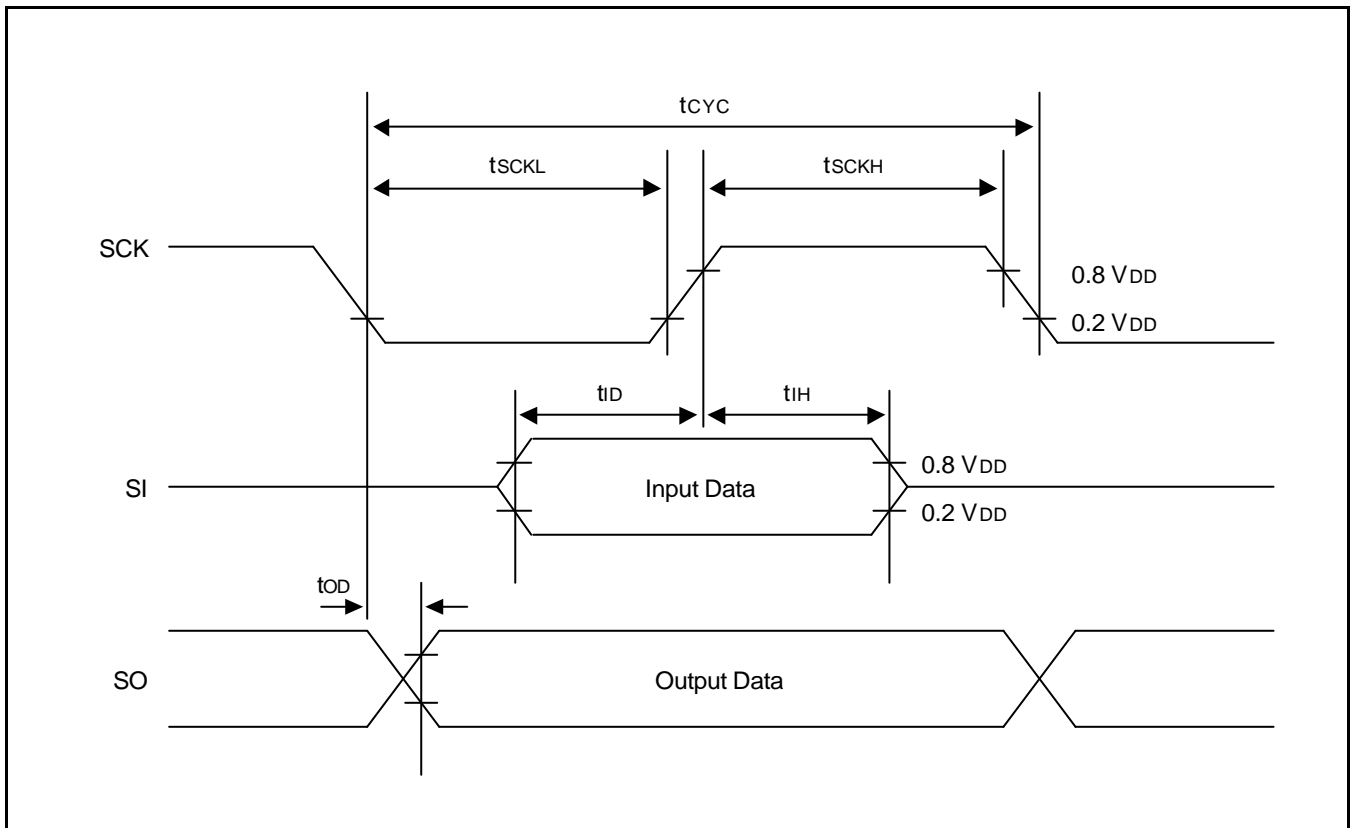 tCYC
tSCKL
tSCKH
SCK
0.8 VDD
0.2 VDD
tID
tIH
SI
Input Data
0.8 VDD
0.2 VDD
tOD
SO
Output Data